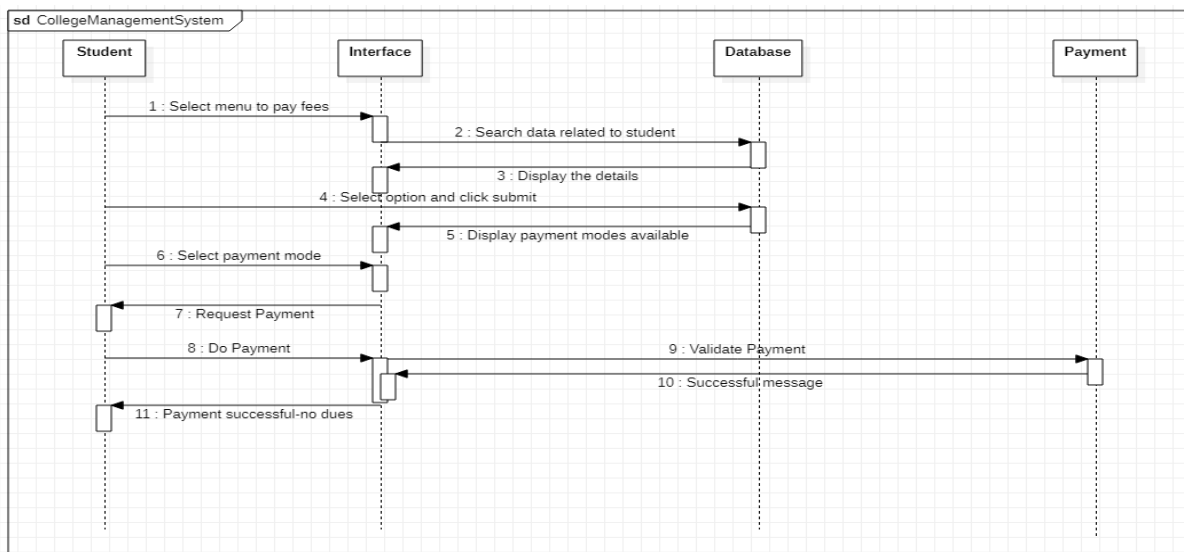 sd CollegeManagementSystem
Student
Interface
Database
Payment
1 : Select menu to pay fees
2 : Search data related to student
3 : Display the details
4 : Select option and click submit
5 : Display payment modes available
6 : Select payment mode
7 : Request Payment
8 : Do Payment
9 : Validate Payment
10 : Successful message
11 : Payment successful-no dues